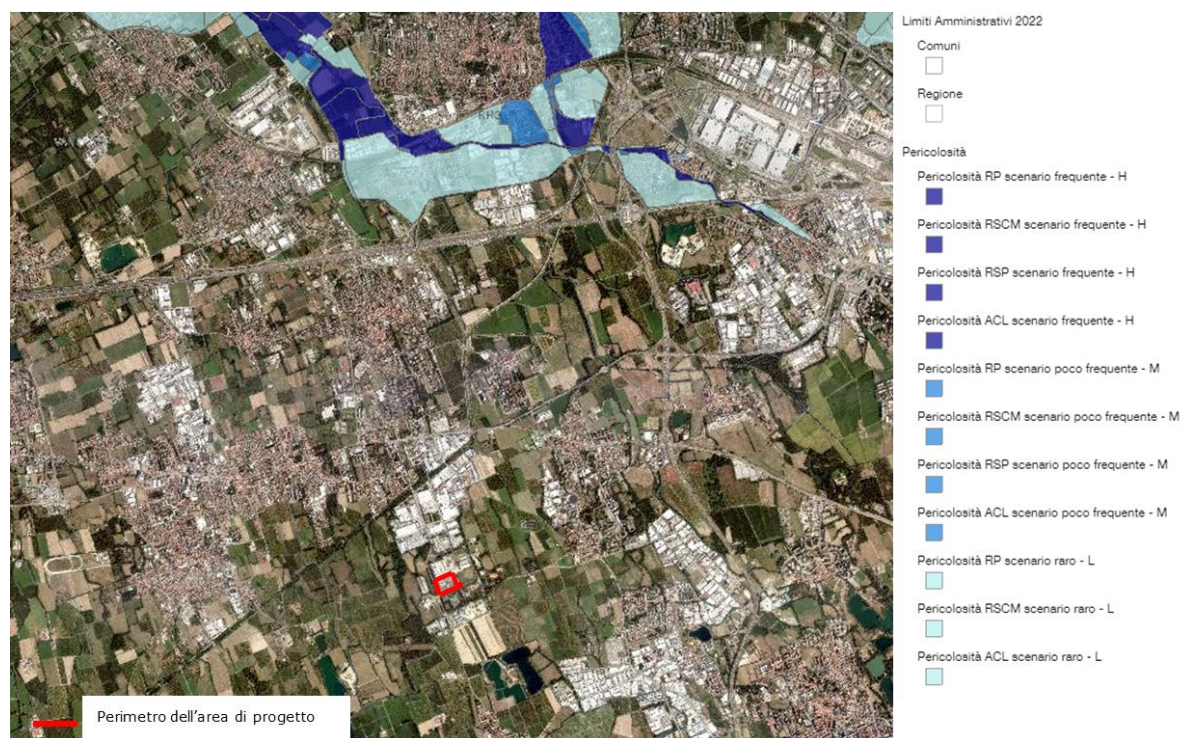 Limiti Amministrativi 2022
Comuni
Regione
Pericolosità
Pericolosità RP scenario frequente - H
Pericolosità RSCM scenario frequente - H
Pericolosità RSP scenario frequente - H
Pericolosità ACL scenario frequente - H
Pericolosità RP scenario poco frequente - M
Pericolosità RSCM scenario poco frequente - M
Pericolosità RSP scenario poco frequente - M
Pericolosità ACL scenario poco frequente - M
Pericolosità RP scenario raro - L
Pericolosità RSCM scenario raro - L
Pericolosità ACL scenario raro - L
Perimetro dell'area di progetto